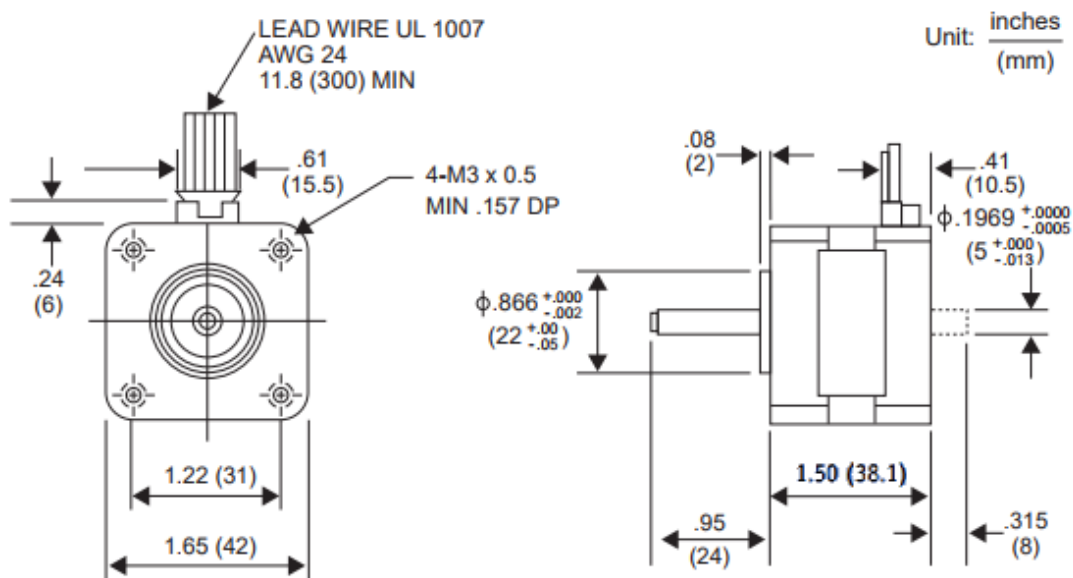 LEAD WIRE UL 1007
AWG 24
11.8 (300) MIN
Unit: inches
(mm)
.61
(15.5)
4-M3 x 0.5
MIN .157 DP
.24
(6)
1.22 (31)
1.65 (42)
.08
(2)
.41
(10.5)
ϕ.1969 +.0000
-.0005
(5 +.000
-.013)
ϕ.866 +.000
-.002
(22 +.00
-.05)
1.50 (38.1)
.95
(24)
.315
(8)